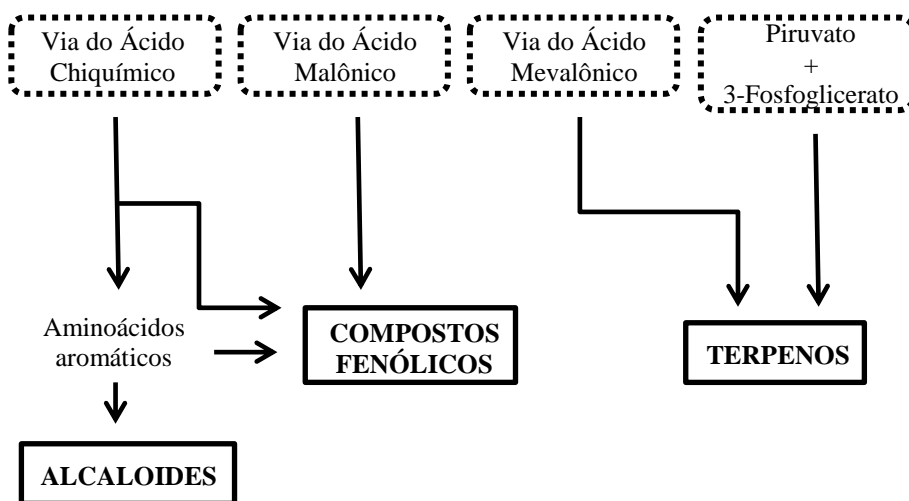 Via do Ácido
Chiquímico
Via do Ácido
Malônico
Via do Ácido
Mevalônico
Piruvato
+
3-Fosfoglicerato
Aminoácidos
aromáticos
COMPOSTOS
FENÓLICOS
TERPENOS
ALCALOIDES